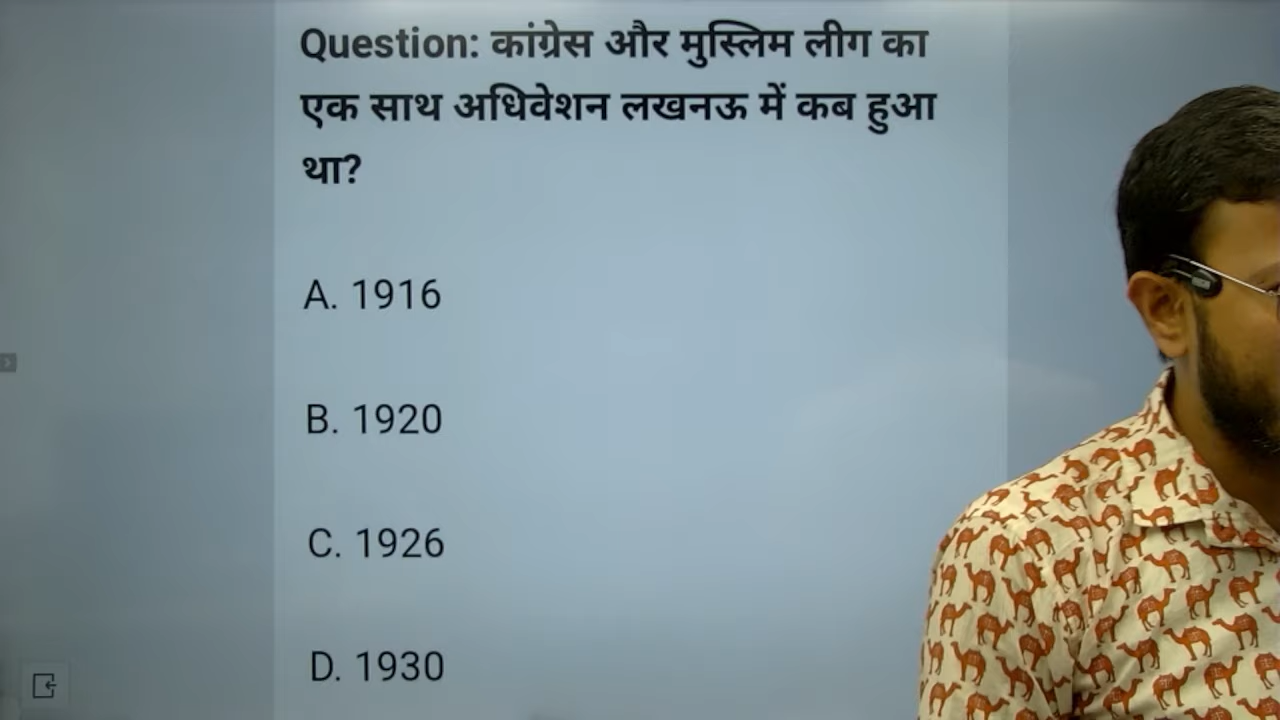 Question: कांग्रेस और मुस्लिम लीग का
एक साथ अधिवेशन लखनऊ में कब हुआ
था?
A. 1916
B. 1920
C. 1926
D. 1930